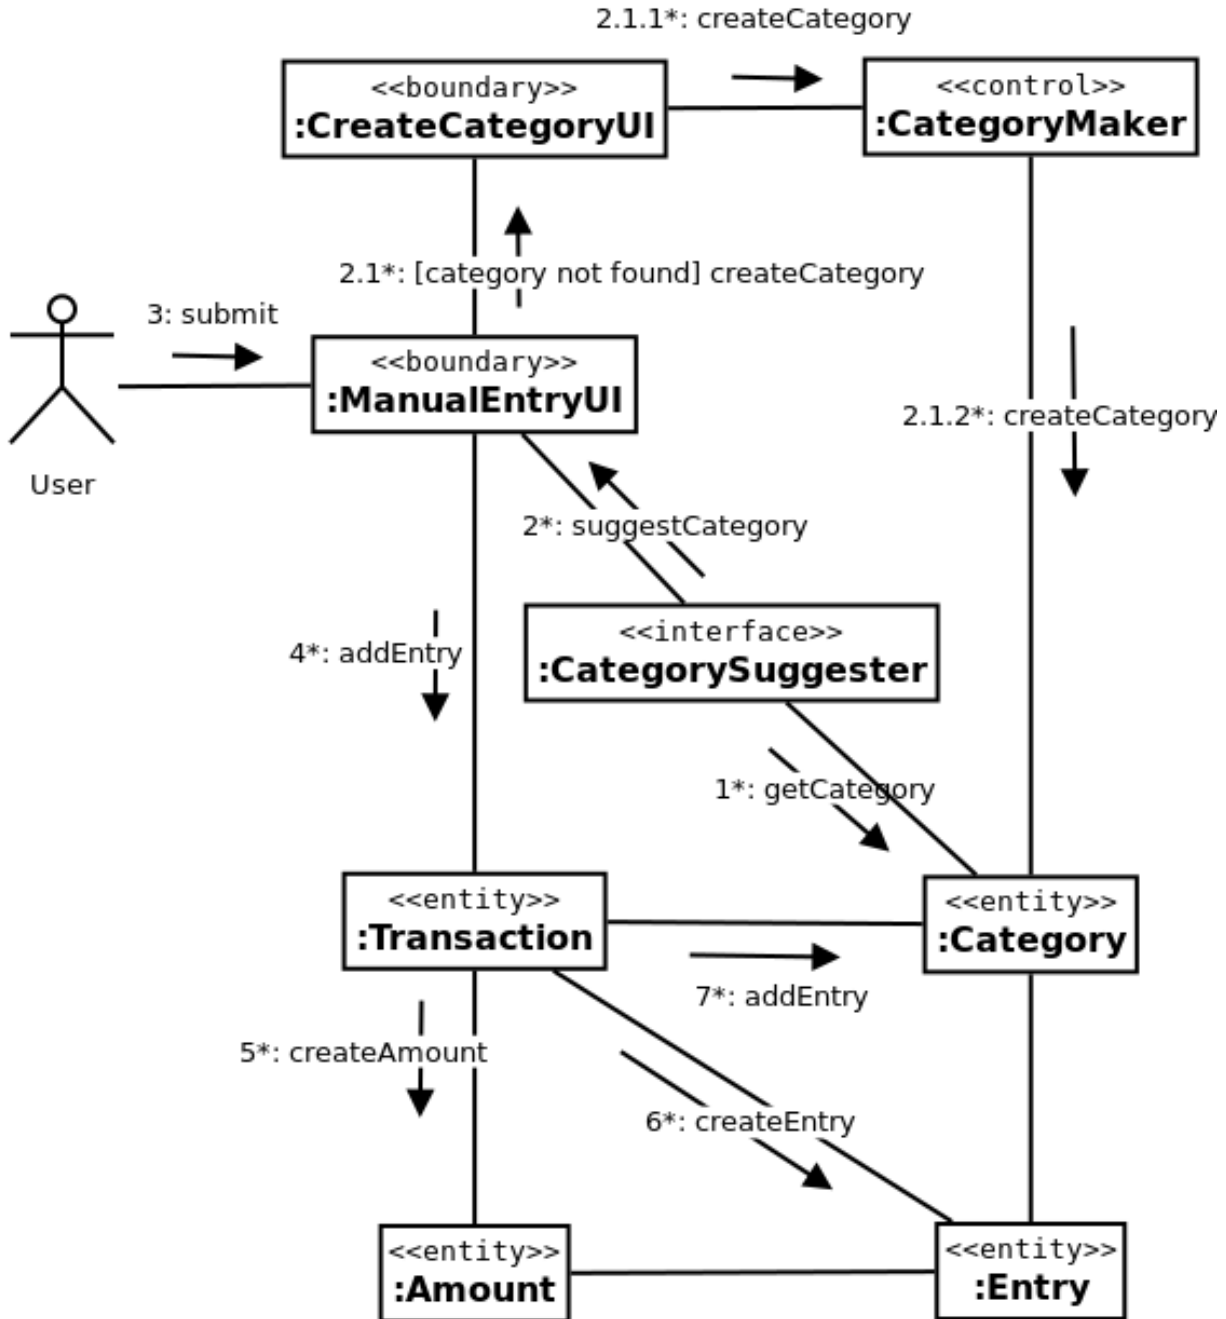 2.1.1*: createCategory
<<boundary>>
:CreateCategoryUI
<<control>>
:CategoryMaker
2.1*: [category not found] createCategory
3: submit
<<boundary>>
:ManualEntryUI
2.1.2*: createCategory
User
2*: suggestCategory
<<interface>>
:CategorySuggester
4*: addEntry
1*: getCategory
<<entity>>
:Transaction
<<entity>>
:Category
7*: addEntry
5*: createAmount
6*: createEntry
<<entity>>
:Amount
<<entity>>
:Entry